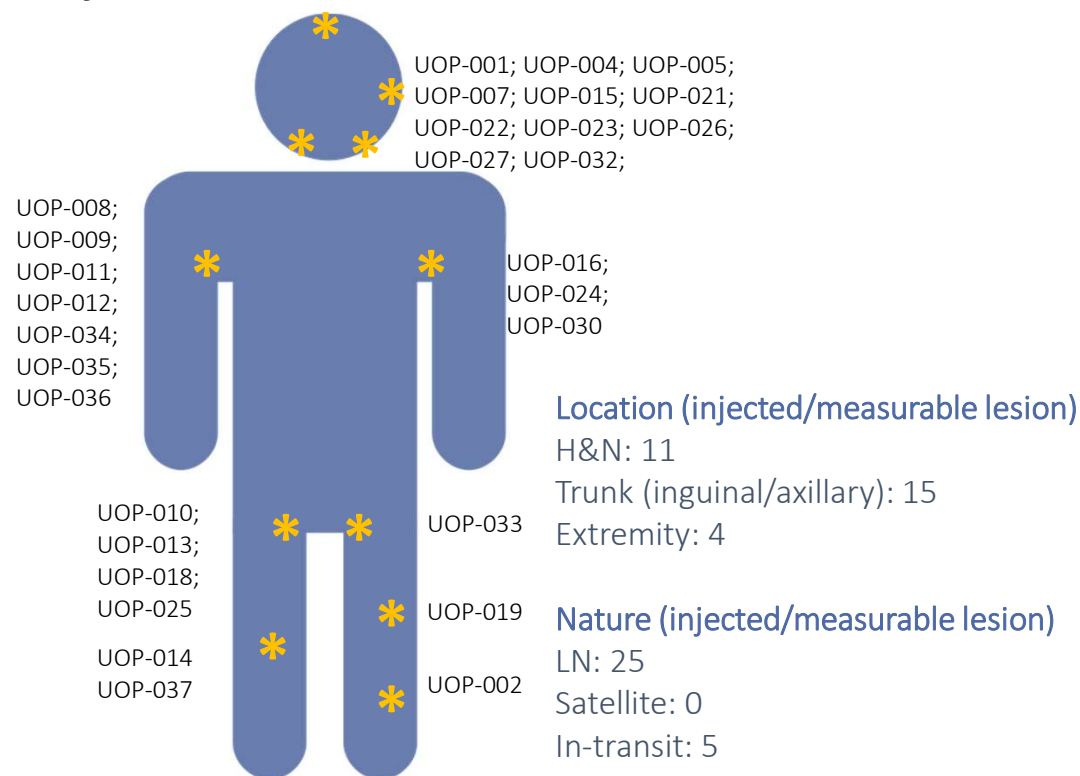 UOP-001; UOP-004; UOP-005;
UOP-007; UOP-015; UOP-021;
UOP-022; UOP-023; UOP-026;
UOP-027; UOP-032;
UOP-008;
UOP-009;
UOP-011;
UOP-012;
UOP-034;
UOP-035;
UOP-036
UOP-016;
UOP-024;
UOP-030
Location (injected/measurable lesion)
H&N: 11
Trunk (inguinal/axillary): 15
Extremity: 4
UOP-010;
UOP-013;
UOP-018;
UOP-025
UOP-033
UOP-014
UOP-037
UOP-019
UOP-002
Nature (injected/measurable lesion)
LN: 25
Satellite: 0
In-transit: 5